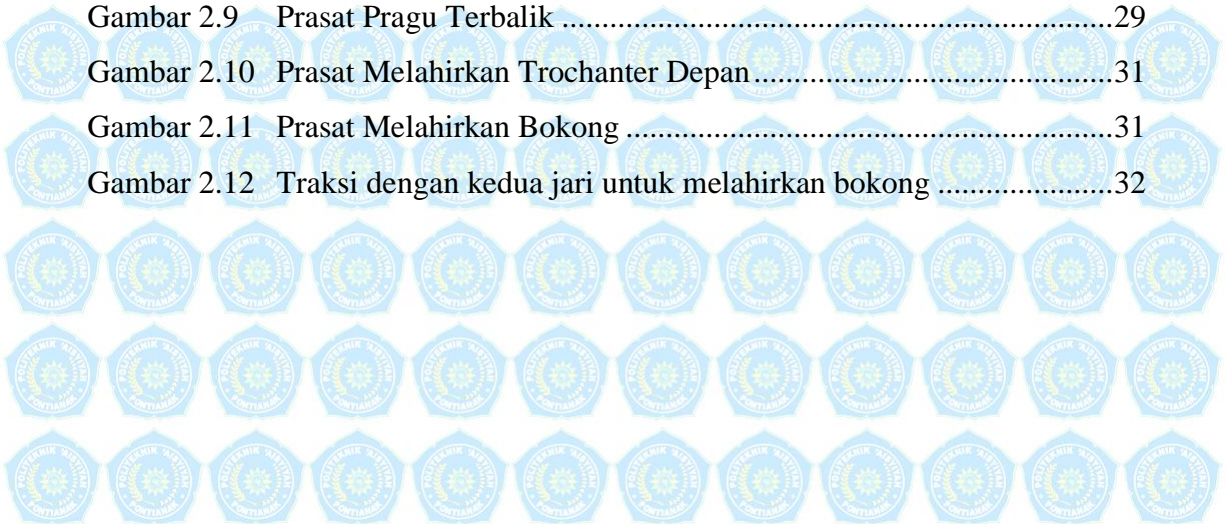 Gambar 2.9 Prasat Pragu Terbalik ......................................................................29
Gambar 2.10 Prasat Melahirkan Trochanter Depan.............................................31
Gambar 2.11 Prasat Melahirkan Bokong .............................................................31
Gambar 2.12 Traksi dengan kedua jari untuk melahirkan bokong ......................32